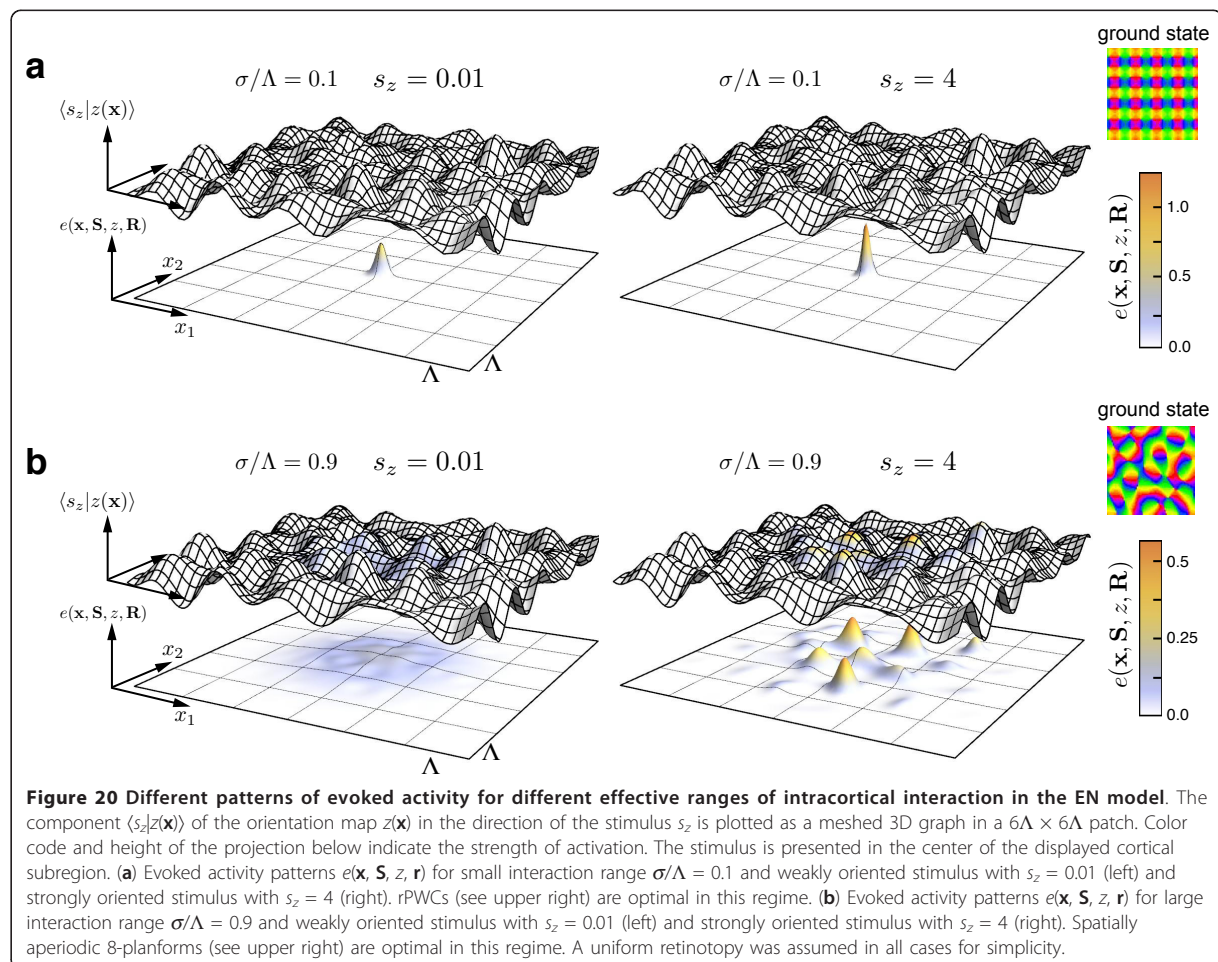 ground state
a
σ/Λ = 0.1 s_z = 0.01
σ/Λ = 0.1 s_z = 4
⟨s_z|z(𝐱)⟩
e(𝐱, 𝐒, z, 𝐑)
x_2
x_1
Λ Λ
e(𝐱, 𝐒, z, 𝐑)
1.0
0.5
0.0
ground state
b
σ/Λ = 0.9 s_z = 0.01
σ/Λ = 0.9 s_z = 4
⟨s_z|z(𝐱)⟩
e(𝐱, 𝐒, z, 𝐑)
x_2
x_1
Λ Λ
e(𝐱, 𝐒, z, 𝐑)
0.5
0.25
0.0
Figure 20 Different patterns of evoked activity for different effective ranges of intracortical interaction in the EN model. The
component ⟨s_z|z(x)⟩ of the orientation map z(x) in the direction of the stimulus s_z is plotted as a meshed 3D graph in a 6Λ × 6Λ patch. Color
code and height of the projection below indicate the strength of activation. The stimulus is presented in the center of the displayed cortical
subregion. (a) Evoked activity patterns e(x, S, z, r) for small interaction range σ/Λ = 0.1 and weakly oriented stimulus with s_z = 0.01 (left) and
strongly oriented stimulus with s_z = 4 (right). rPWCs (see upper right) are optimal in this regime. (b) Evoked activity patterns e(x, S, z, r) for large
interaction range σ/Λ = 0.9 and weakly oriented stimulus with s_z = 0.01 (left) and strongly oriented stimulus with s_z = 4 (right). Spatially
aperiodic 8-planforms (see upper right) are optimal in this regime. A uniform retinotopy was assumed in all cases for simplicity.